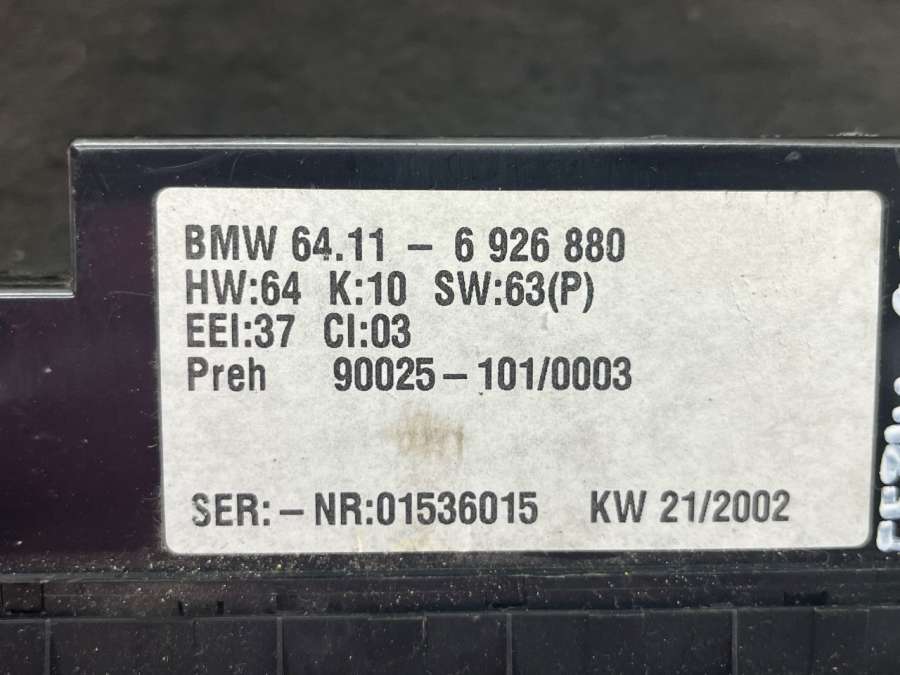 BMW 64.11 – 6 926 880
HW:64 K:10 SW:63(P)
EEI:37 CI:03
Preh 90025 – 101/0003
SER: – NR:01536015 KW 21/2002